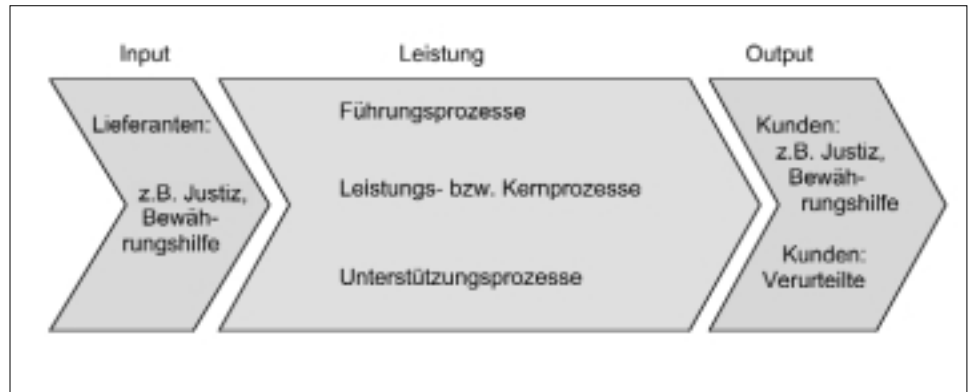 Input
Leistung
Output
Lieferanten:
z.B. Justiz,
Bewäh-
rungshilfe
Führungsprozesse
Leistungs- bzw. Kernprozesse
Unterstützungsprozesse
Kunden:
z.B. Justiz,
Bewäh-
rungshilfe
Kunden:
Verurteilte